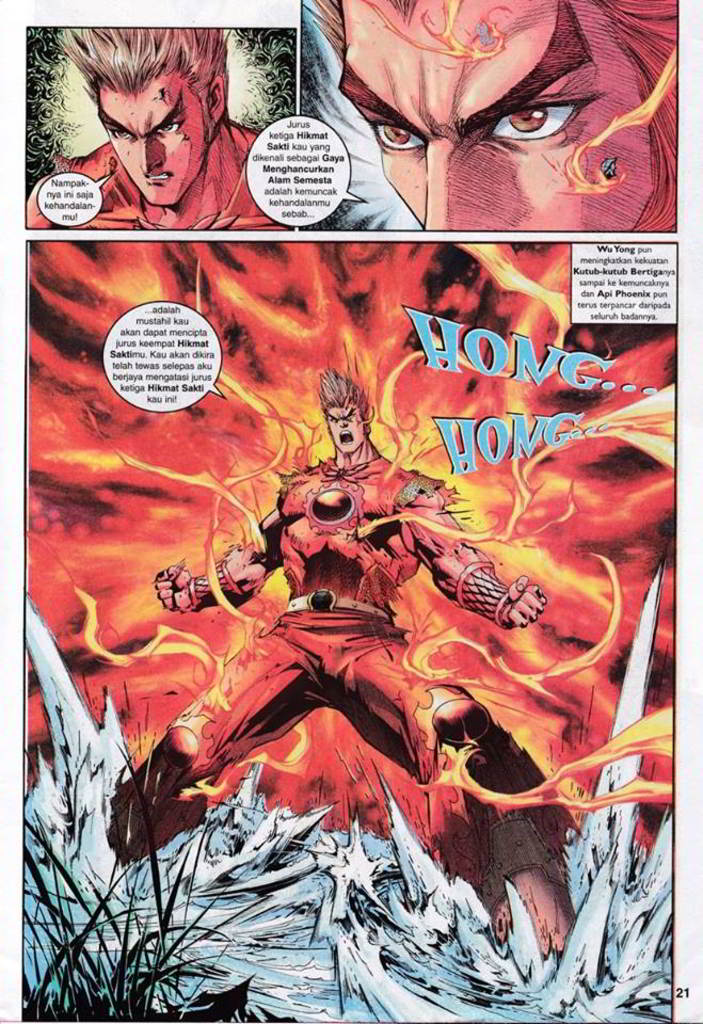 Nampak-
nya ini saja
kehandalan-
mu!
Jurus
ketiga Hikmat
Sakti kau yang
dikenali sebagai Gaya
Menghancurkan
Alam Semesta
adalah kemuncak
kehandalanmu
sebab...
Wu Yong pun
meningkatkan kekuatan
Kutub-kutub Bertiganya
sampai ke kemuncaknya
dan Api Phoenix pun
terus terpancar daripada
seluruh badannya.
...adalah
mustahil kau
akan dapat mencipta
jurus keempat Hikmat
Saktimu. Kau akan dikira
telah tewas selepas aku
berjaya mengatasi jurus
ketiga Hikmat Sakti
kau ini!
HONG...
HONG...
21